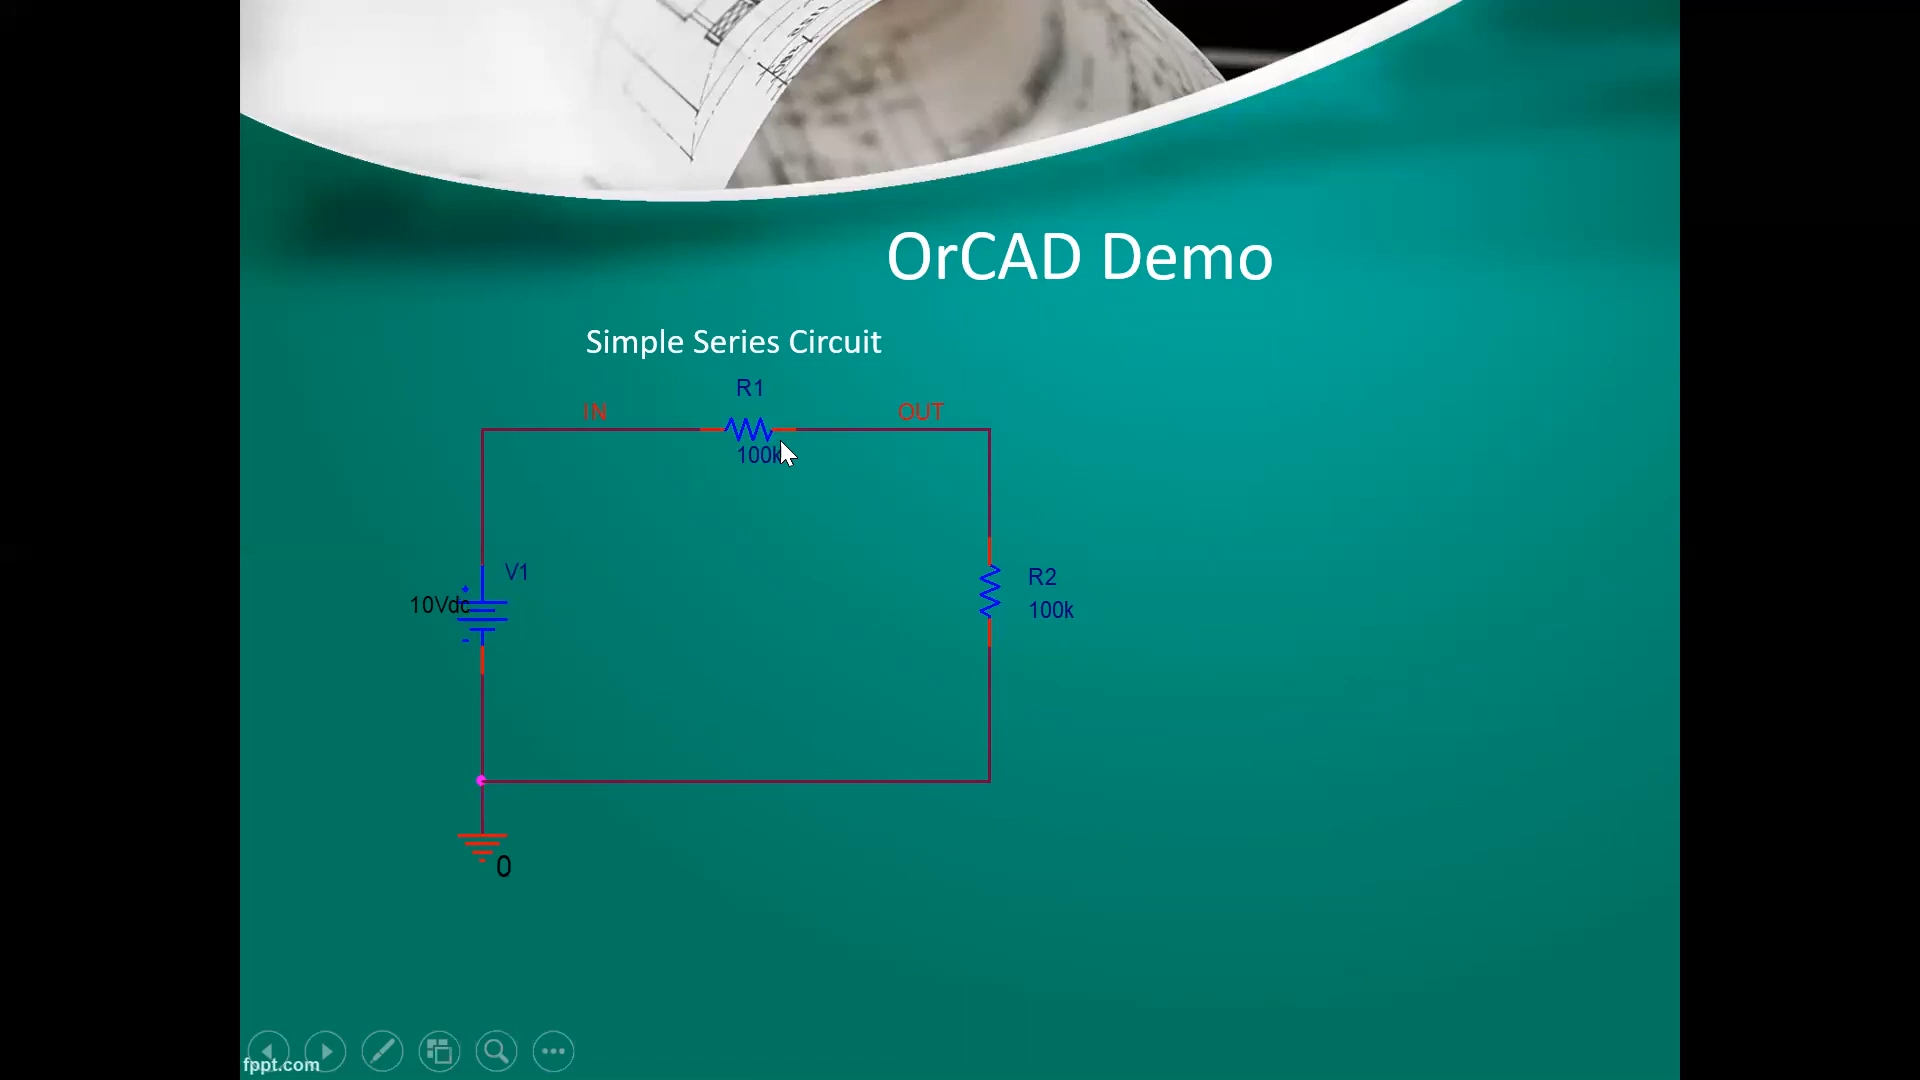 OrCAD Demo
Simple Series Circuit
R1
IN
OUT
100k
V1
10Vdc
R2
100k
0
fppt.com